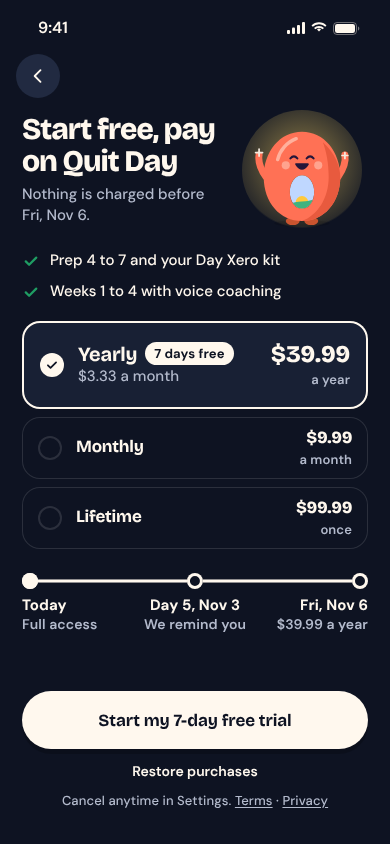 9:41
Start free, pay
on Quit Day
Nothing is charged before
Fri, Nov 6.
Prep 4 to 7 and your Day Xero kit
Weeks 1 to 4 with voice coaching
Yearly 7 days free $39.99
$3.33 a month a year
Monthly $9.99
a month
Lifetime $99.99
once
Today Day 5, Nov 3 Fri, Nov 6
Full access We remind you $39.99 a year
Start my 7-day free trial
Restore purchases
Cancel anytime in Settings. Terms · Privacy